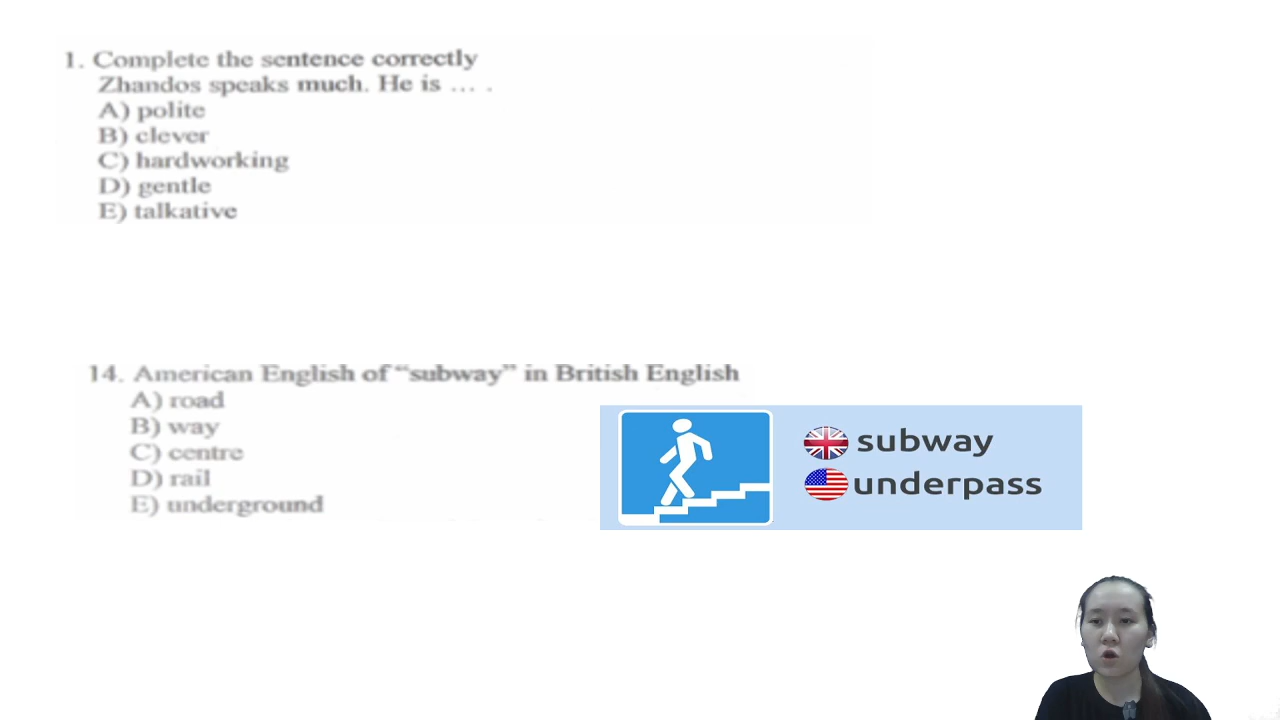 1. Complete the sentence correctly
Zhandos speaks much. He is ... .
A) polite
B) clever
C) hardworking
D) gentle
E) talkative
14. American English of “subway” in British English
A) road
B) way
C) centre
D) rail
E) underground
subway
underpass